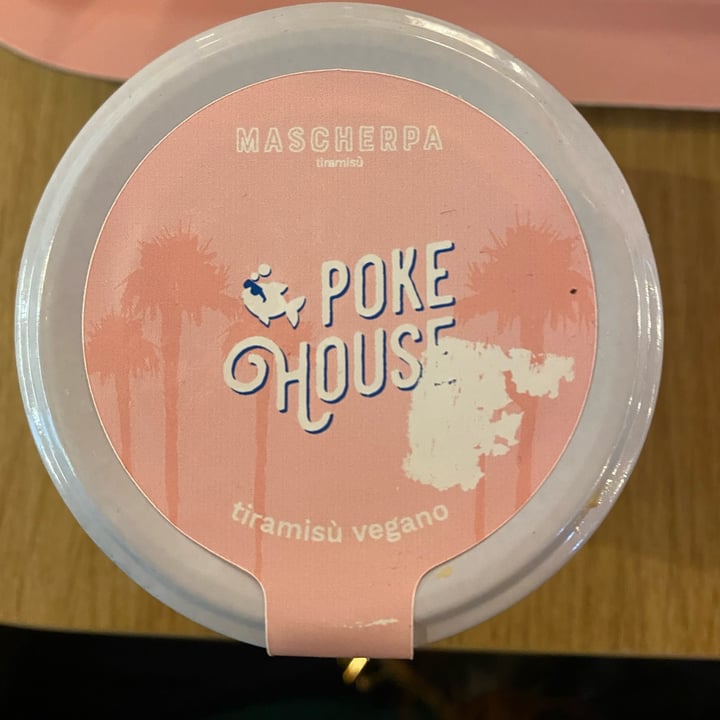 MASCHERPA
tiramisù
POKE
HOUSE
tiramisù vegano